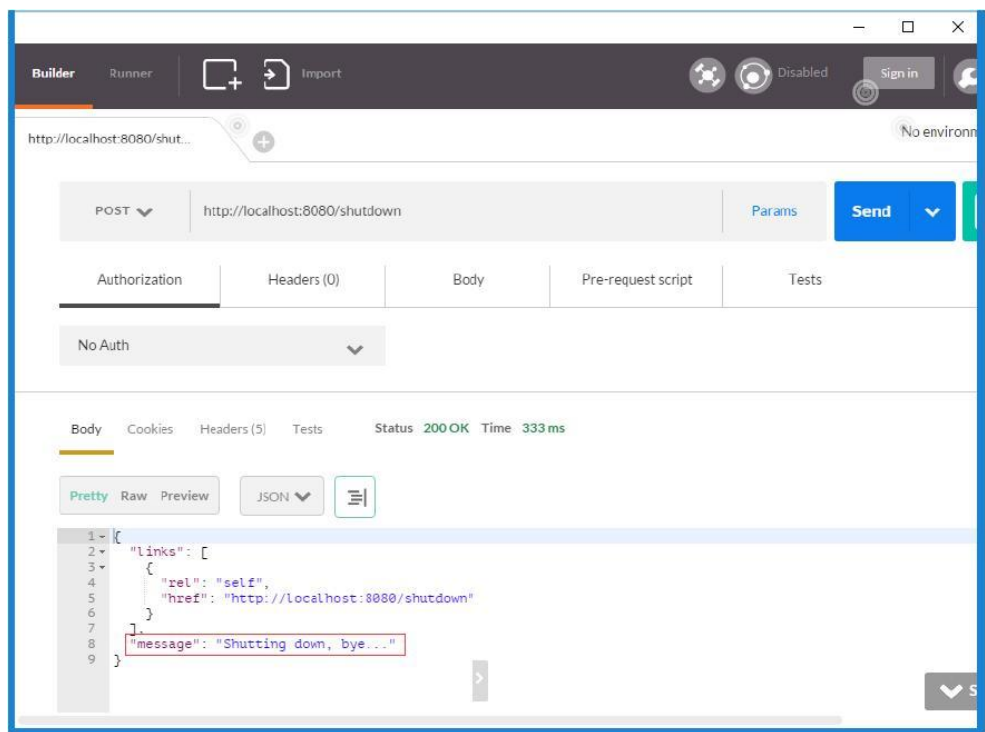 Builder Runner Import Disabled Sign in
http://localhost:8080/shut... No environm
POST http://localhost:8080/shutdown Params Send
Authorization Headers (0) Body Pre-request script Tests
No Auth
Body Cookies Headers (5) Tests Status 200 OK Time 333 ms
Pretty Raw Preview JSON
1 {
2 "links": [
3 {
4 "rel": "self",
5 "href": "http://localhost:8080/shutdown"
6 }
7 ],
8 "message": "Shutting down, bye..."
9 }
S